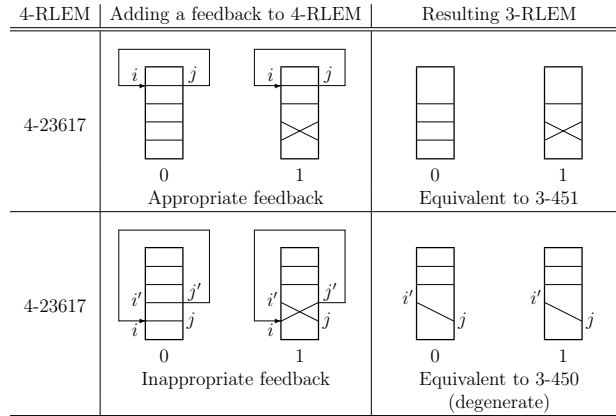 4-RLEM Adding a feedback to 4-RLEM Resulting 3-RLEM
i j i j
4-23617
0 1 0 1
Appropriate feedback Equivalent to 3-451
i′ j′ i′ j′ i′ i′
4-23617
i j i j j j
0 1 0 1
Inappropriate feedback Equivalent to 3-450
(degenerate)